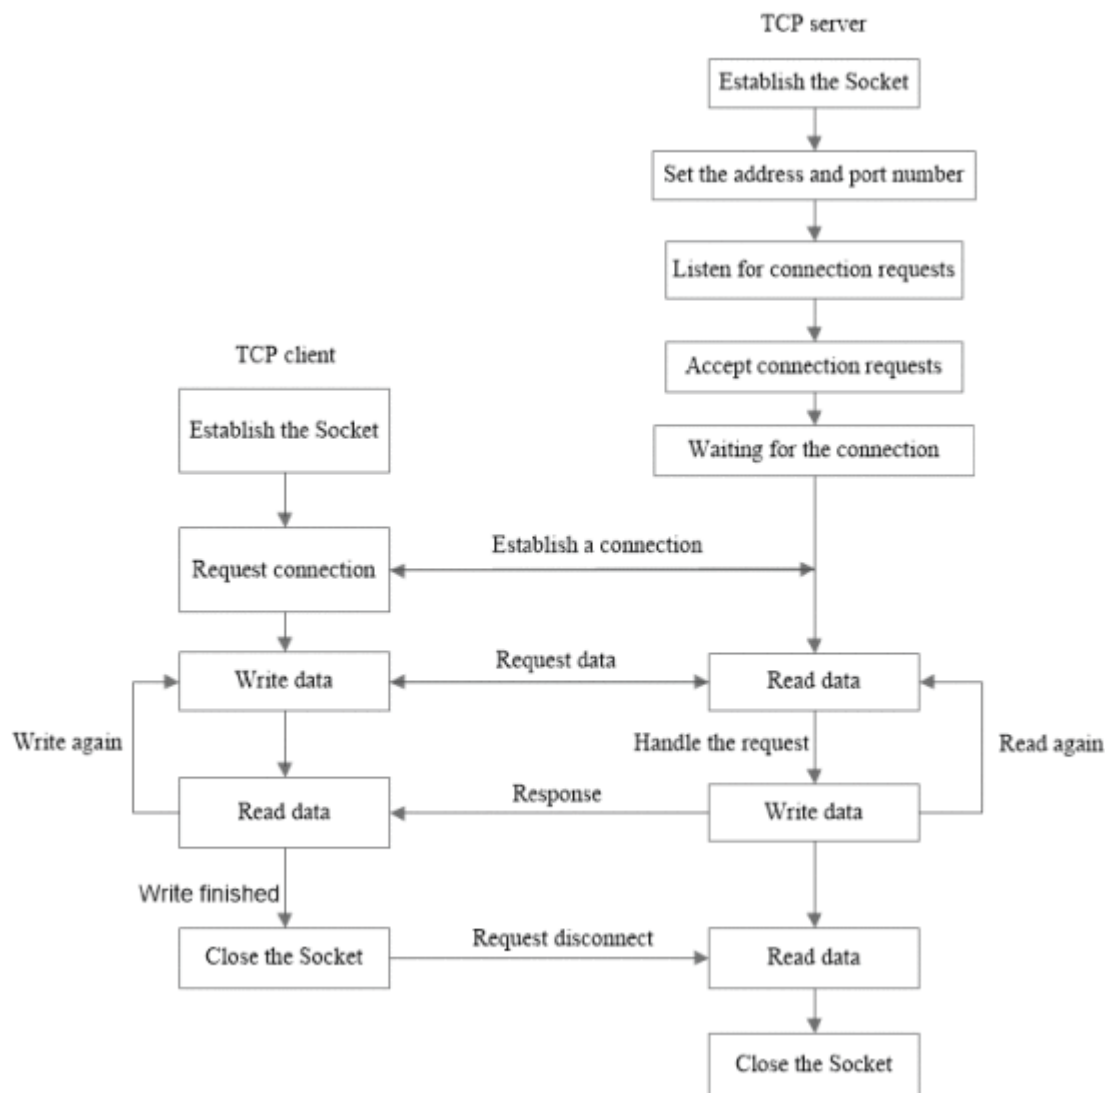 TCP server
Establish the Socket
Set the address and port number
Listen for connection requests
TCP client
Accept connection requests
Establish the Socket
Waiting for the connection
Establish a connection
Request connection
Request data
Write data
Read data
Write again
Handle the request
Read again
Response
Read data
Write data
Write finished
Request disconnect
Close the Socket
Read data
Close the Socket